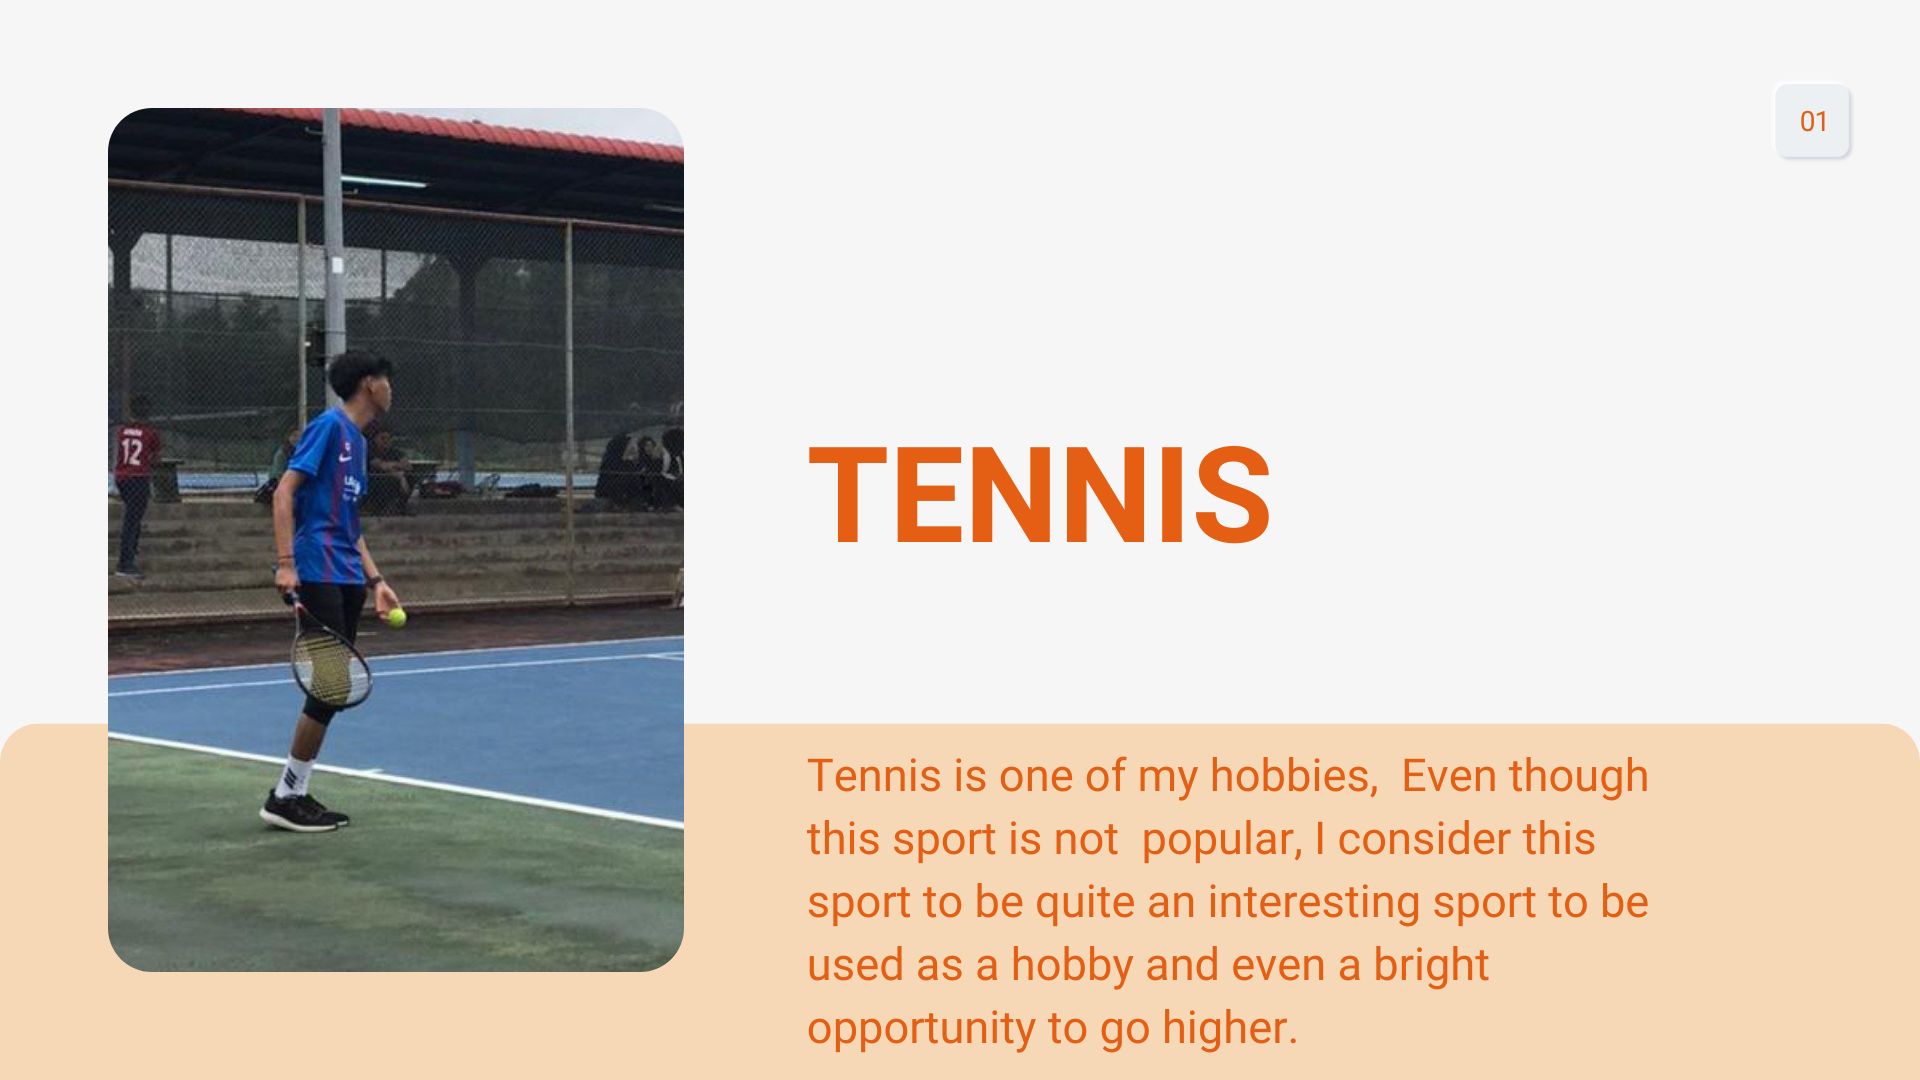 01
12
TENNIS
Tennis is one of my hobbies,  Even though
this sport is not  popular, I consider this
sport to be quite an interesting sport to be
used as a hobby and even a bright
opportunity to go higher.